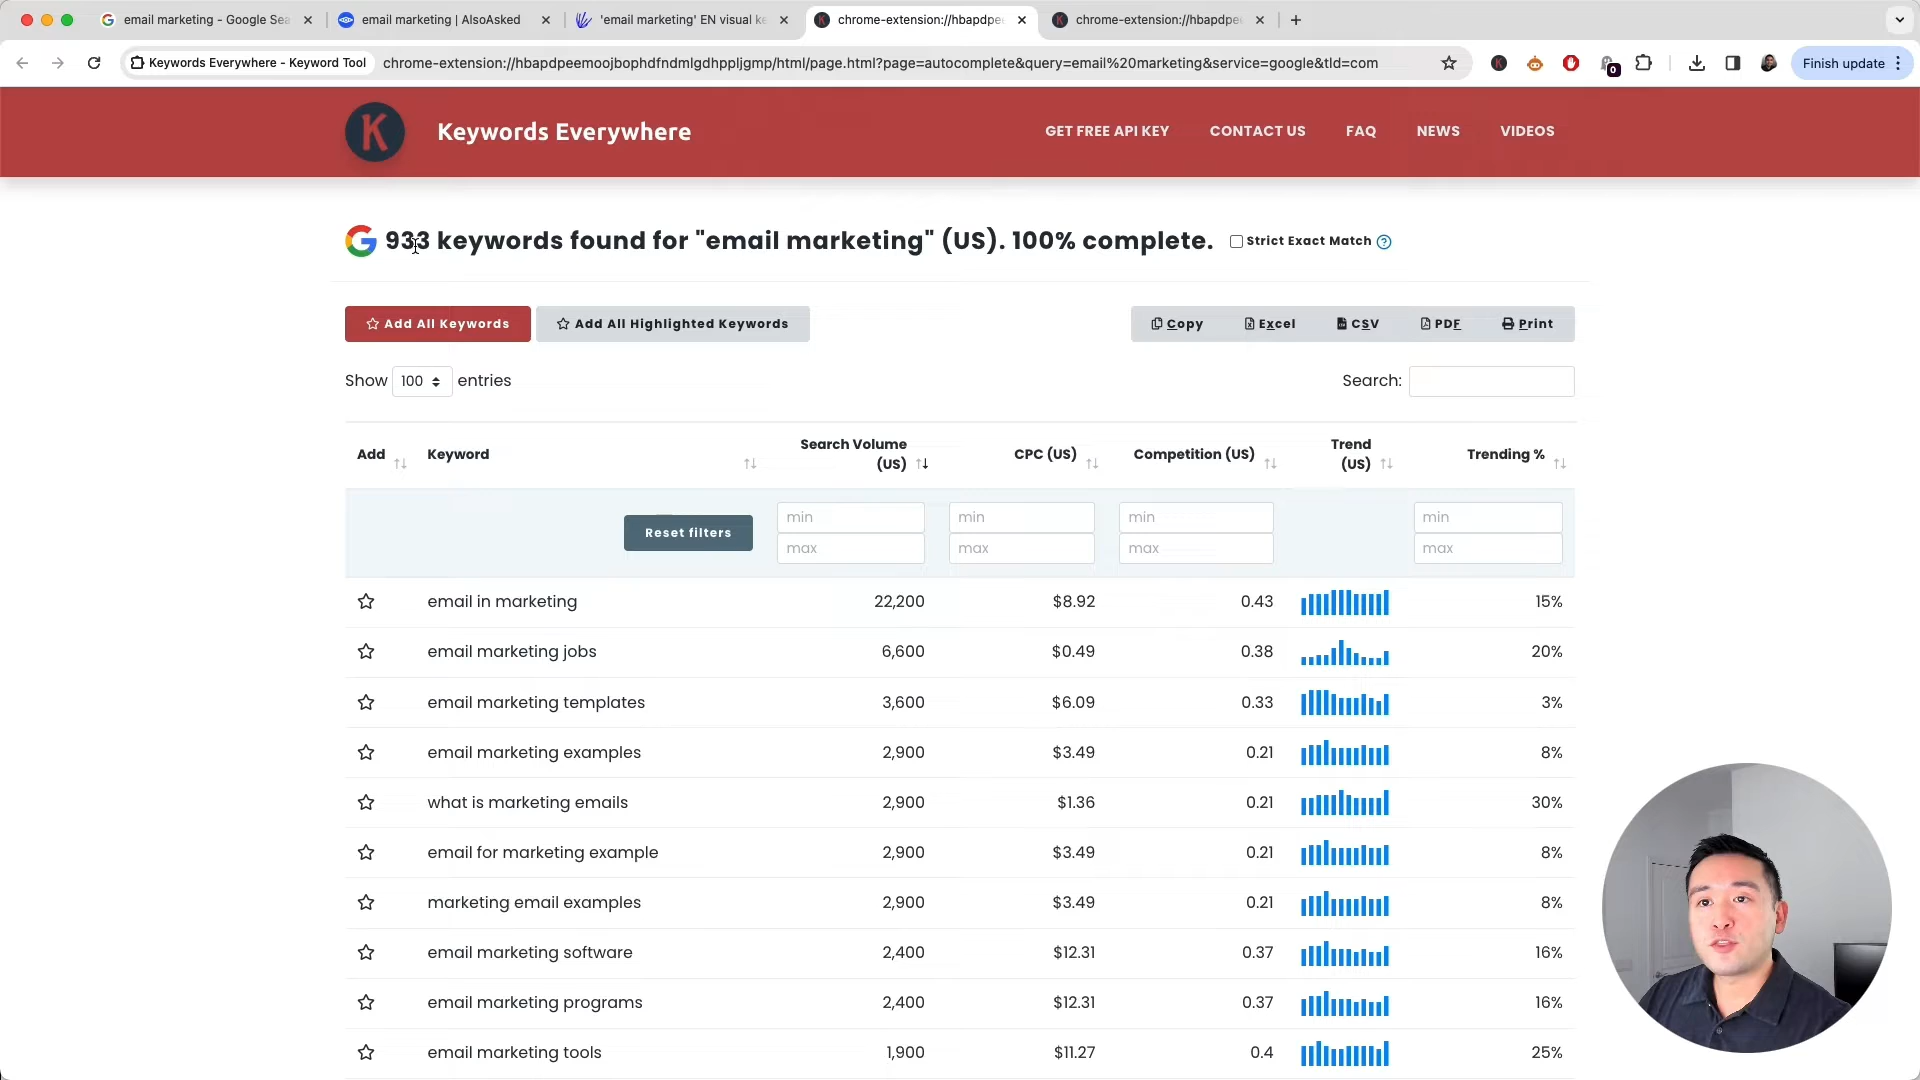 email marketing - Google Sea
email marketing | AlsoAsked
'email marketing' EN visual ke
chrome-extension://hbapdpee
chrome-extension://hbapdpe
Keywords Everywhere - Keyword Tool
chrome-extension://hbapdpeemoojbophdfndmlgdhppljgmp/html/page.html?page=autocomplete&query=email%20marketing&service=google&tld=com
0
Finish update
K
Keywords Everywhere
GET FREE API KEY
CONTACT US
FAQ
NEWS
VIDEOS
933 keywords found for "email marketing" (US). 100% complete.
Strict Exact Match ?
Add All Keywords
Add All Highlighted Keywords
Copy
Excel
CSV
PDF
Print
Show 100 entries
Search:
Add
Keyword
Search Volume
(US)
CPC (US)
Competition (US)
Trend
(US)
Trending %
Reset filters
min
max
min
max
min
max
min
max
email in marketing 22,200 $8.92 0.43 15%
email marketing jobs 6,600 $0.49 0.38 20%
email marketing templates 3,600 $6.09 0.33 3%
email marketing examples 2,900 $3.49 0.21 8%
what is marketing emails 2,900 $1.36 0.21 30%
email for marketing example 2,900 $3.49 0.21 8%
marketing email examples 2,900 $3.49 0.21 8%
email marketing software 2,400 $12.31 0.37 16%
email marketing programs 2,400 $12.31 0.37 16%
email marketing tools 1,900 $11.27 0.4 25%